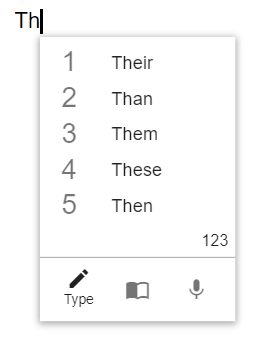 Th
1 Their
2 Than
3 Them
4 These
5 Then
123
Type